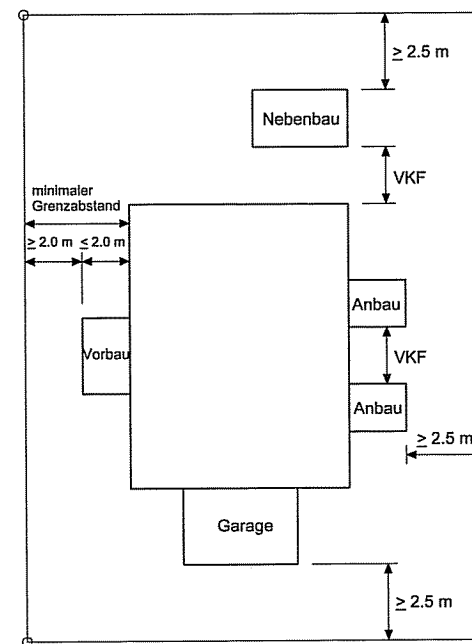 ≥ 2.5 m
Nebenbau
VKF
minimaler
Grenzabstand
≥ 2.0 m ≤ 2.0 m
Anbau
Vorbau
VKF
Anbau
≥ 2.5 m
Garage
≥ 2.5 m